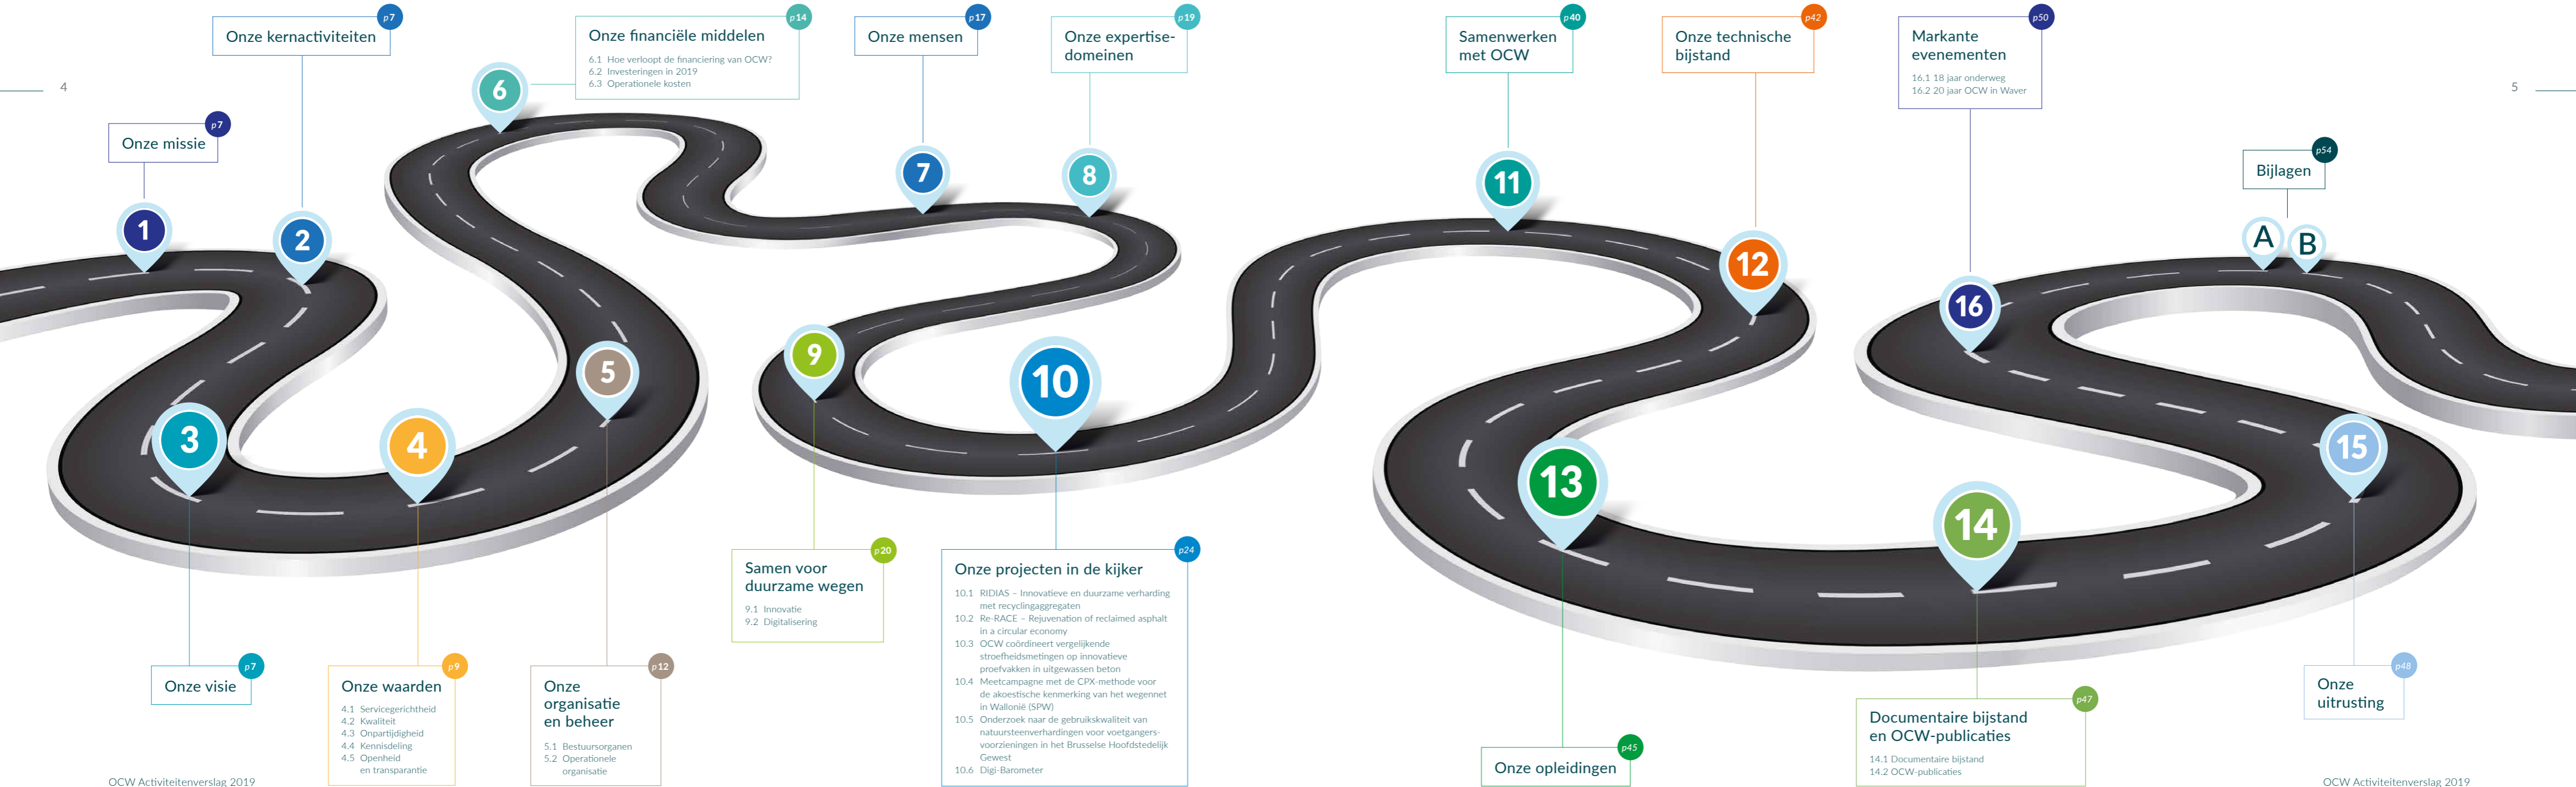 4
5
p7
Onze missie
1
p7
Onze kernactiviteiten
2
3
p7
Onze visie
4
p9
Onze waarden
4.1 Servicegerichtheid
4.2 Kwaliteit
4.3 Onpartijdigheid
4.4 Kennisdeling
4.5 Openheid
en transparantie
5
p12
Onze
organisatie
en beheer
5.1 Bestuursorganen
5.2 Operationele
organisatie
p14
Onze financiële middelen
6.1 Hoe verloopt de financiering van OCW?
6.2 Investeringen in 2019
6.3 Operationele kosten
6
p17
Onze mensen
7
p19
Onze expertise-
domeinen
8
9
p20
Samen voor
duurzame wegen
9.1 Innovatie
9.2 Digitalisering
10
p24
Onze projecten in de kijker
10.1 RIDIAS – Innovatieve en duurzame verharding
met recyclingaggregaten
10.2 Re-RACE – Rejuvenation of reclaimed asphalt
in a circular economy
10.3 OCW coördineert vergelijkende
stroefheidsmetingen op innovatieve
proefvakken in uitgewassen beton
10.4 Meetcampagne met de CPX-methode voor
de akoestische kenmerking van het wegennet
in Wallonië (SPW)
10.5 Onderzoek naar de gebruikskwaliteit van
natuursteenverhardingen voor voetgangers-
voorzieningen in het Brusselse Hoofdstedelijk
Gewest
10.6 Digi-Barometer
p40
Samenwerken
met OCW
11
p42
Onze technische
bijstand
12
13
p45
Onze opleidingen
14
p47
Documentaire bijstand
en OCW-publicaties
14.1 Documentaire bijstand
14.2 OCW-publicaties
15
p48
Onze
uitrusting
p50
Markante
evenementen
16.1 18 jaar onderweg
16.2 20 jaar OCW in Waver
16
p54
Bijlagen
A
B
OCW Activiteitenverslag 2019
OCW Activiteitenverslag 2019